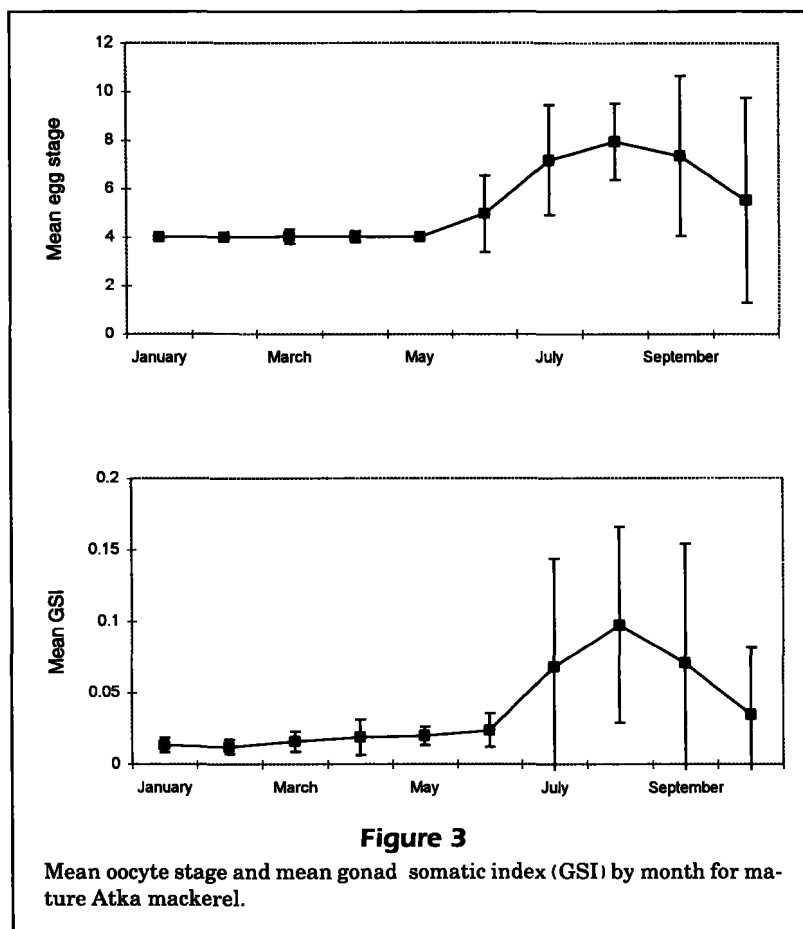 12
10
8
6
4
2
0
Mean egg stage
January March May July September
0.2
0.15
0.1
0.05
0
Mean GSI
January March May July September
Figure 3
Mean oocyte stage and mean gonad somatic index (GSI) by month for ma-
ture Atka mackerel.